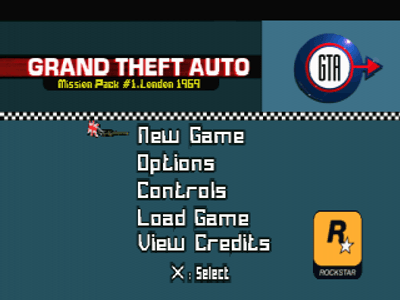 GRAND THEFT AUTO
Mission Pack #1.London 1969
GTA
New Game
Options
Controls
Load Game
View Credits
X: Select
R
ROCKSTAR